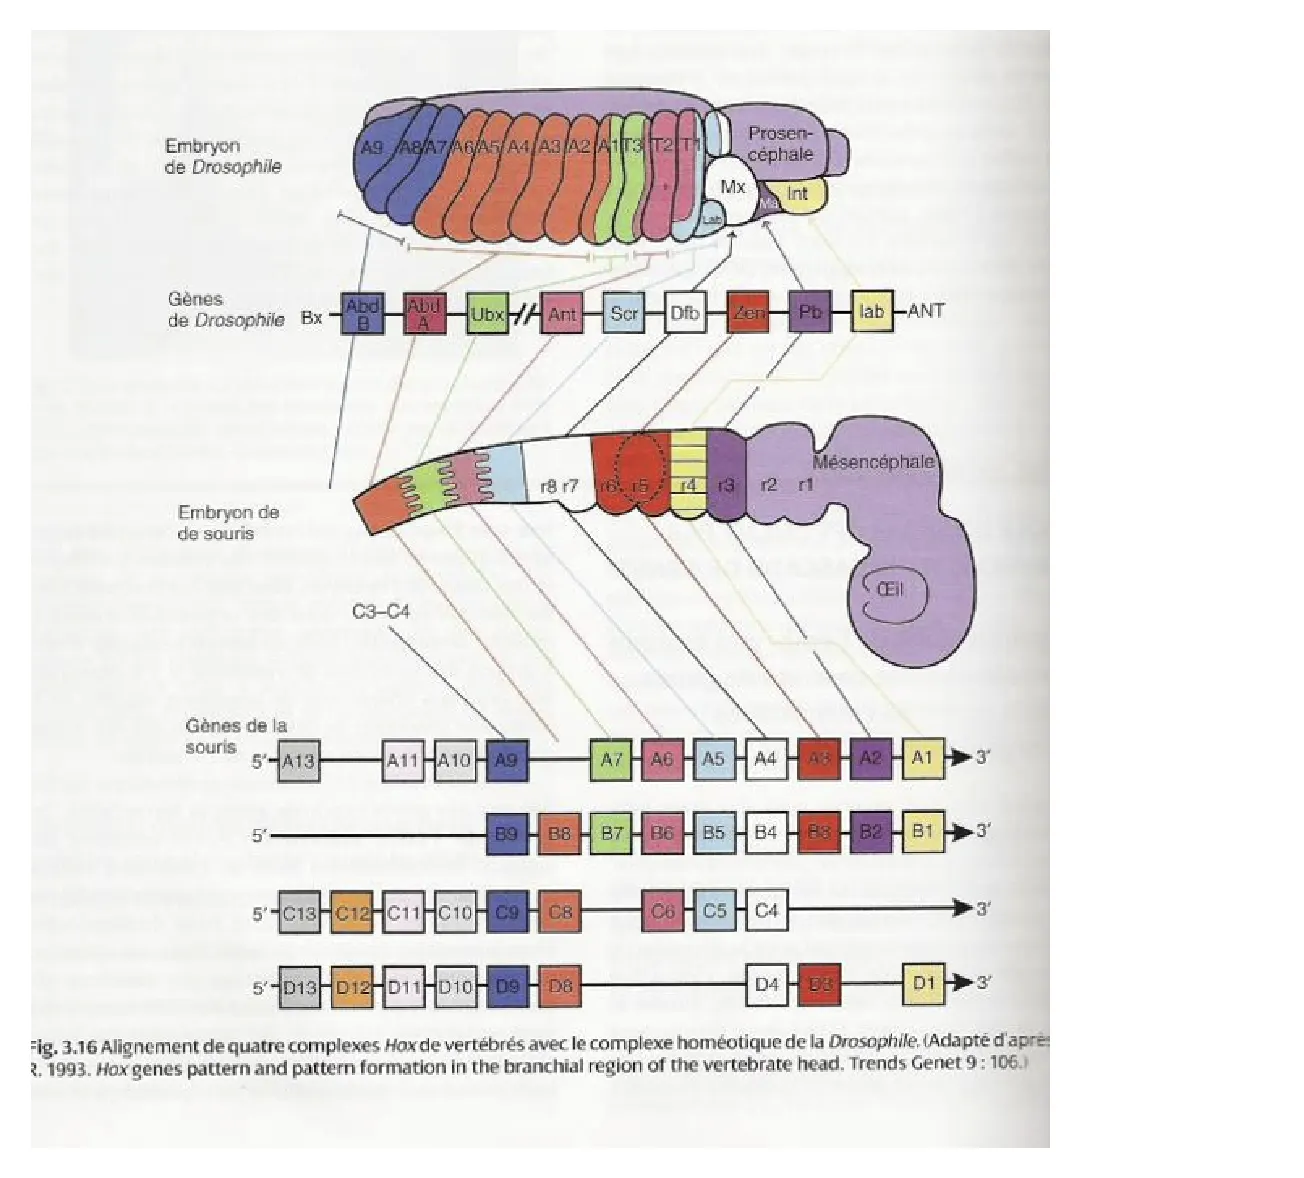 Embryon
de Drosophile
A9 A8 A7 A6 A5 A4 A3 A2 A1 T3 T2 T1
Prosen-
céphale
Mx
Ma
Int
Lab
Gènes
de Drosophile
Bx
Abd
B
Abd
A
Ubx
Ant
Scr
Dfb
Zen
Pb
lab
ANT
Mésencéphale
r8 r7 r6 r5 r4 r3 r2 r1
Embryon de
de souris
Œil
C3–C4
Gènes de la
souris
5′ A13 A11 A10 A9 A7 A6 A5 A4 A3 A2 A1 3′
5′ B9 B8 B7 B6 B5 B4 B3 B2 B1 3′
5′ C13 C12 C11 C10 C9 C8 C6 C5 C4 3′
5′ D13 D12 D11 D10 D9 D8 D4 D3 D1 3′
Fig. 3.16 Alignement de quatre complexes Hox de vertébrés avec le complexe homéotique de la Drosophile. (Adapté d'après
R. 1993. Hox genes pattern and pattern formation in the branchial region of the vertebrate head. Trends Genet 9 : 106.)